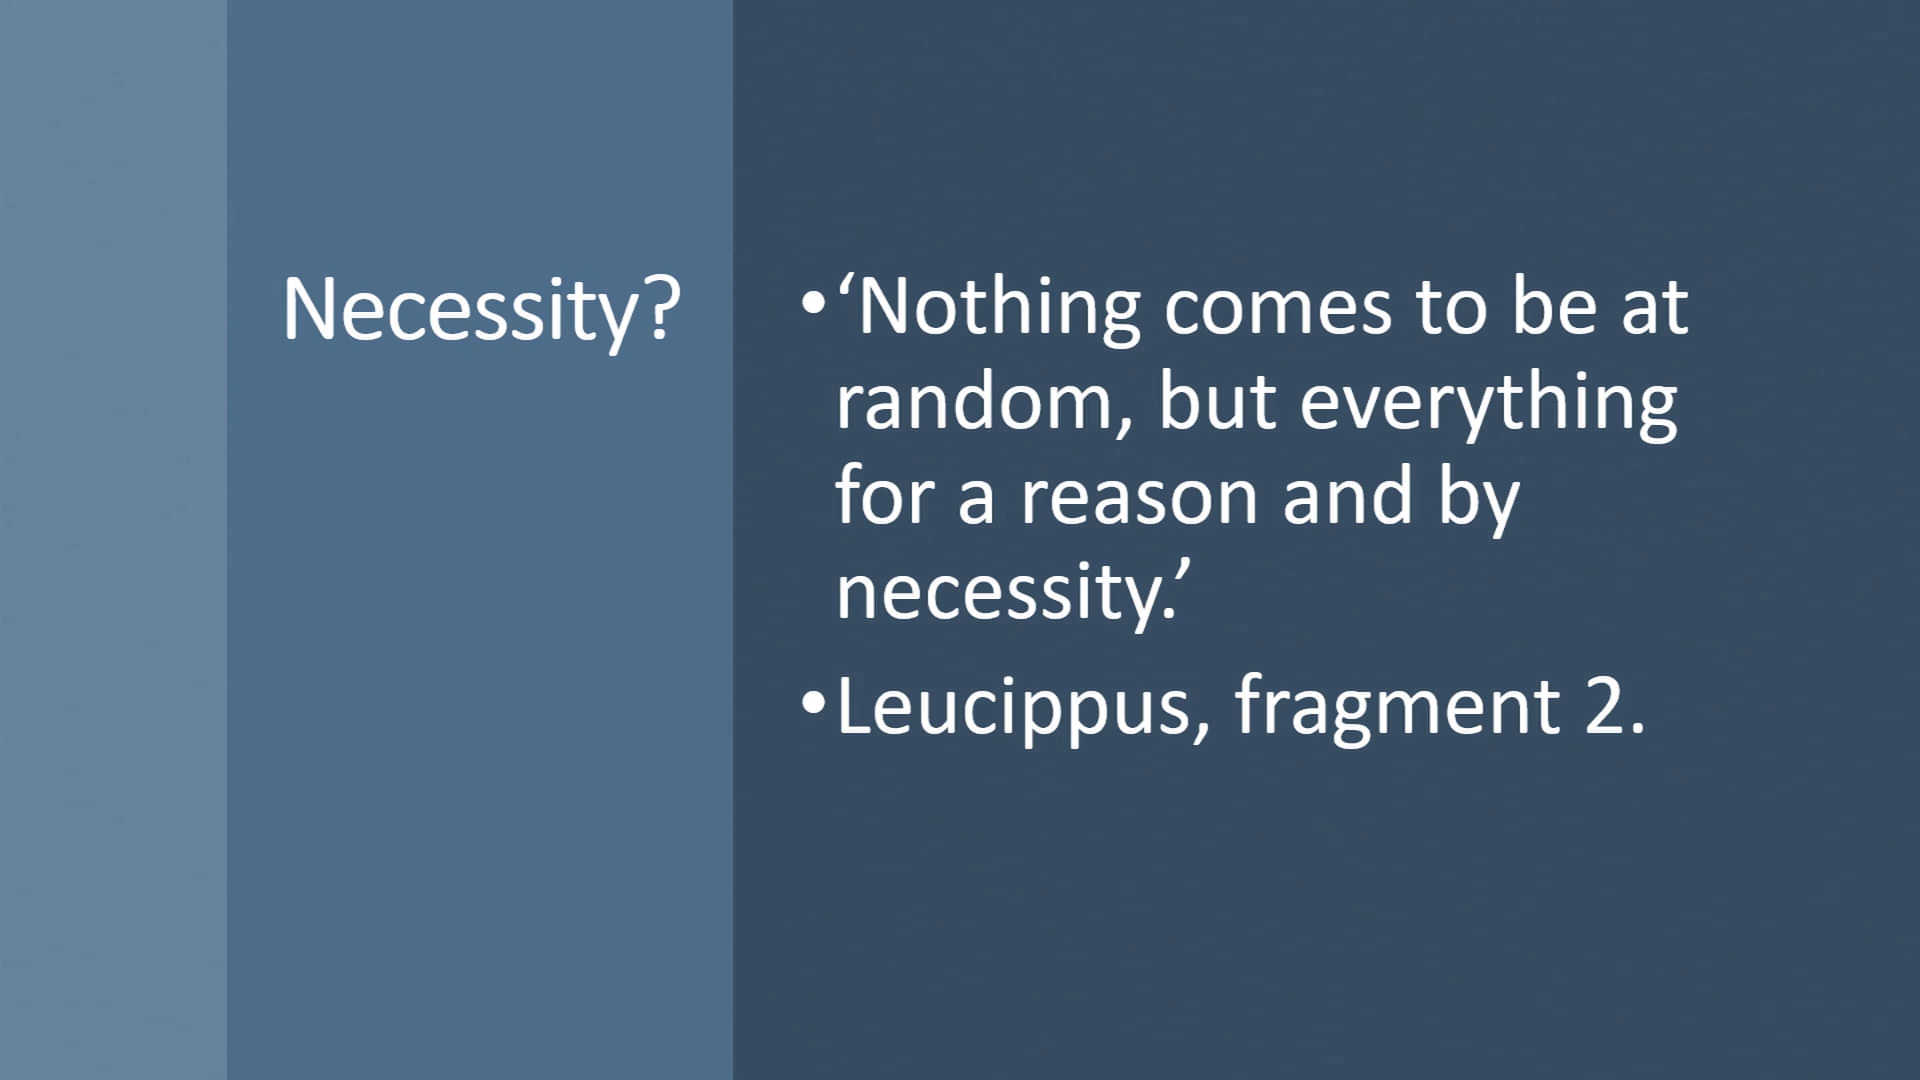 Necessity?
•‘Nothing comes to be at
random, but everything
for a reason and by
necessity.’
•Leucippus, fragment 2.